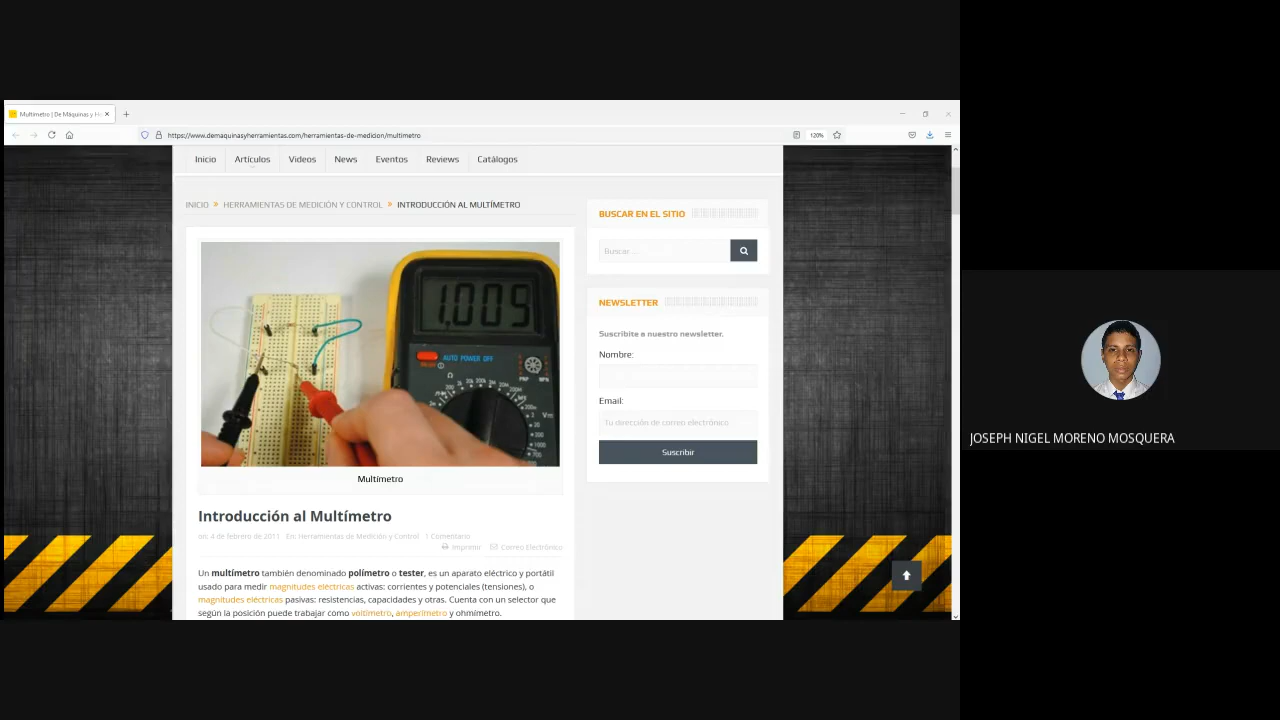 Multímetro | De Máquinas y H
https://www.demaquinasyherramientas.com/herramientas-de-medicion/multimetro
120%
Inicio Artículos Videos News Eventos Reviews Catálogos
INICIO » HERRAMIENTAS DE MEDICIÓN Y CONTROL » INTRODUCCIÓN AL MULTÍMETRO
1.005
AUTO POWER OFF
PNP NPN
Multímetro
Introducción al Multímetro
on: 4 de febrero de 2011 En: Herramientas de Medición y Control 1 Comentario
Imprimir Correo Electrónico
Un multímetro también denominado polímetro o tester, es un aparato eléctrico y portátil
usado para medir magnitudes eléctricas activas: corrientes y potenciales (tensiones), o
magnitudes eléctricas pasivas: resistencias, capacidades y otras. Cuenta con un selector que
según la posición puede trabajar como voltímetro, amperímetro y ohmímetro.
BUSCAR EN EL SITIO
Buscar ...
NEWSLETTER
Suscribite a nuestro newsletter.
Nombre:
Email:
Tu dirección de correo electrónico
Suscribir
JOSEPH NIGEL MORENO MOSQUERA